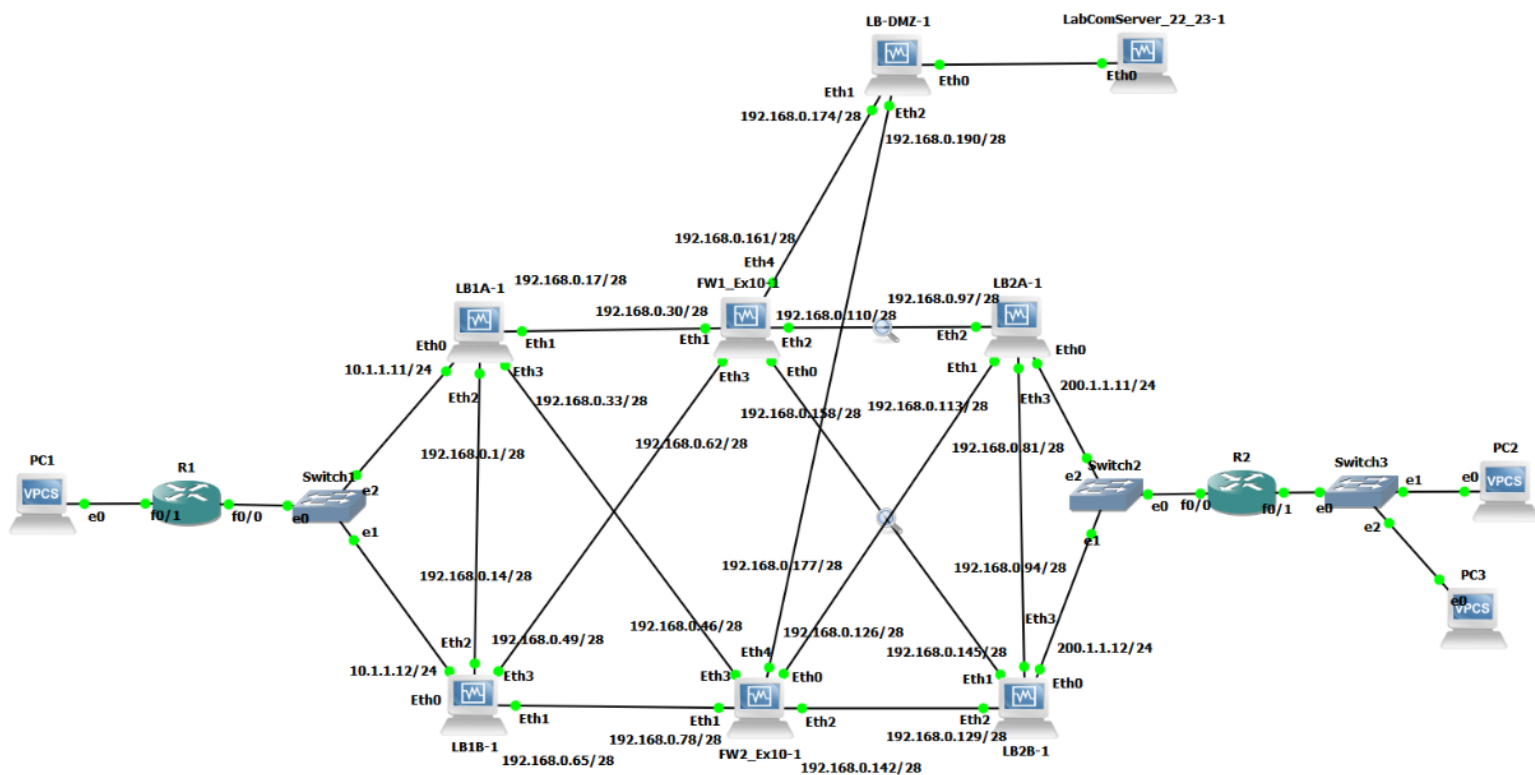 LB-DMZ-1
LabComServer_22_23-1
Eth0
Eth0
Eth1
Eth2
192.168.0.174/28
192.168.0.190/28
192.168.0.161/28
Eth4
192.168.0.17/28
FW1_Ex10-1
LB1A-1
LB2A-1
192.168.0.30/28
192.168.0.110/28
192.168.0.97/28
Eth0
Eth1
Eth1
Eth2
Eth2
Eth0
10.1.1.11/24
Eth3
Eth3
Eth0
Eth1
200.1.1.11/24
Eth2
192.168.0.33/28
192.168.0.158/28
192.168.0.113/28
Eth3
192.168.0.1/28
192.168.0.62/28
192.168.0.81/28
PC1
R1
Switch1
Switch2
R2
Switch3
PC2
VPCS
e2
e2
e1
e0
VPCS
e0
f0/1
f0/0
e0
e0
f0/0
f0/1
e0
e1
e1
e2
192.168.0.177/28
192.168.0.94/28
192.168.0.14/28
PC3
e0
VPCS
192.168.0.46/28
192.168.0.126/28
Eth3
Eth2
192.168.0.49/28
192.168.0.145/28
200.1.1.12/24
Eth4
10.1.1.12/24
Eth3
Eth3
Eth0
Eth1
Eth0
Eth0
Eth1
Eth1
Eth2
Eth2
192.168.0.78/28
192.168.0.129/28
LB1B-1
FW2_Ex10-1
LB2B-1
192.168.0.65/28
192.168.0.142/28